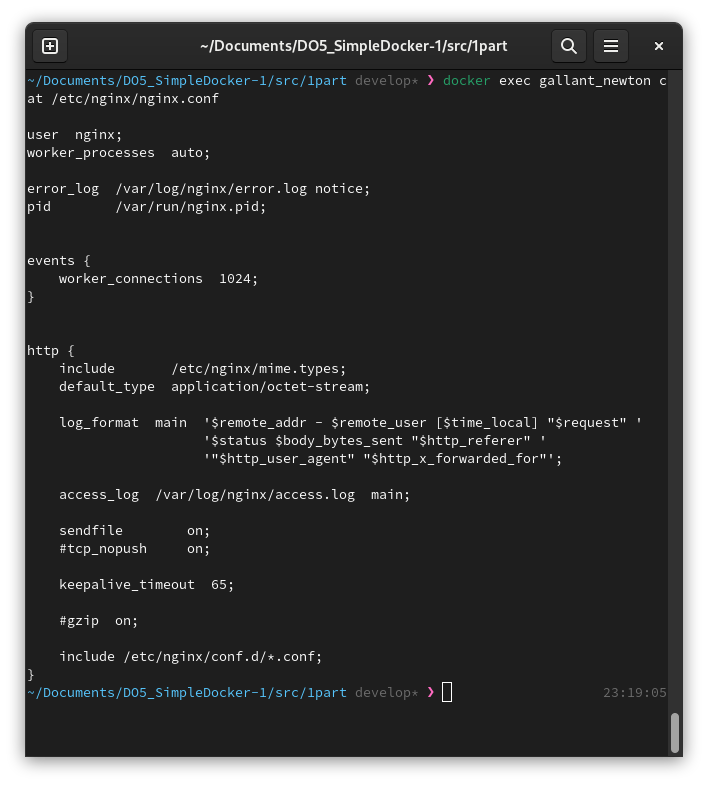 ~/Documents/DO5_SimpleDocker-1/src/1part
~/Documents/DO5_SimpleDocker-1/src/1part develop* ❯ docker exec gallant_newton c
at /etc/nginx/nginx.conf

user  nginx;
worker_processes  auto;

error_log  /var/log/nginx/error.log notice;
pid        /var/run/nginx.pid;


events {
    worker_connections  1024;
}


http {
    include       /etc/nginx/mime.types;
    default_type  application/octet-stream;

    log_format  main  '$remote_addr - $remote_user [$time_local] "$request" '
                      '$status $body_bytes_sent "$http_referer" '
                      '"$http_user_agent" "$http_x_forwarded_for"';

    access_log  /var/log/nginx/access.log  main;

    sendfile        on;
    #tcp_nopush     on;

    keepalive_timeout  65;

    #gzip  on;

    include /etc/nginx/conf.d/*.conf;
}
~/Documents/DO5_SimpleDocker-1/src/1part develop* ❯ 23:19:05